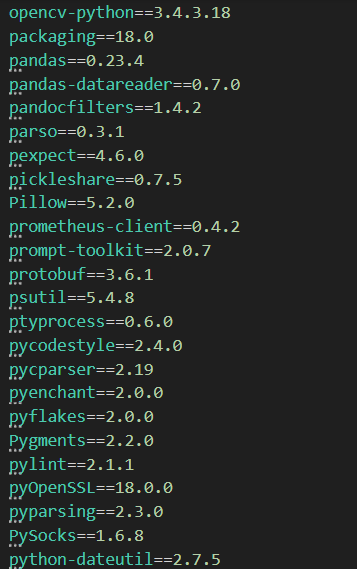 opencv-python==3.4.3.18
packaging==18.0
pandas==0.23.4
pandas-datareader==0.7.0
pandocfilters==1.4.2
parso==0.3.1
pexpect==4.6.0
pickleshare==0.7.5
Pillow==5.2.0
prometheus-client==0.4.2
prompt-toolkit==2.0.7
protobuf==3.6.1
psutil==5.4.8
ptyprocess==0.6.0
pycodestyle==2.4.0
pycparser==2.19
pyenchant==2.0.0
pyflakes==2.0.0
Pygments==2.2.0
pylint==2.1.1
pyOpenSSL==18.0.0
pyparsing==2.3.0
PySocks==1.6.8
python-dateutil==2.7.5